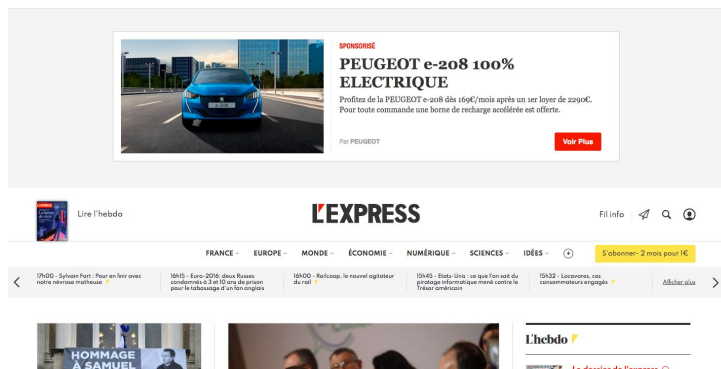 SPONSORISÉ
PEUGEOT e-208 100%
ELECTRIQUE
Profitez de la PEUGEOT e-208 dès 169€/mois après un 1er loyer de 2290€.
Pour toute commande une borne de recharge accélérée est offerte.
Par PEUGEOT
Voir Plus
Lire l'hebdo
L'EXPRESS
Fil info
FRANCE
EUROPE
MONDE
ÉCONOMIE
NUMÉRIQUE
SCIENCES
IDÉES
S'abonner- 2 mois pour 1€
17h00 - Sylvain Fort : Pour en finir avec
notre névrose matheuse
16h15 - Euro-2016: deux Russes
condamnés à 3 et 10 ans de prison
pour le tabassage d'un fan anglais
16h00 - Railcoop, le nouvel agitateur
du rail
15h45 - Etats-Unis : ce que l'on sait du
piratage informatique mené contre le
Trésor américain
15h32 - Locavores, ces
consommateurs engagés
Afficher plus
HOMMAGE
À SAMUEL
L'hebdo
Le dossier de l'express